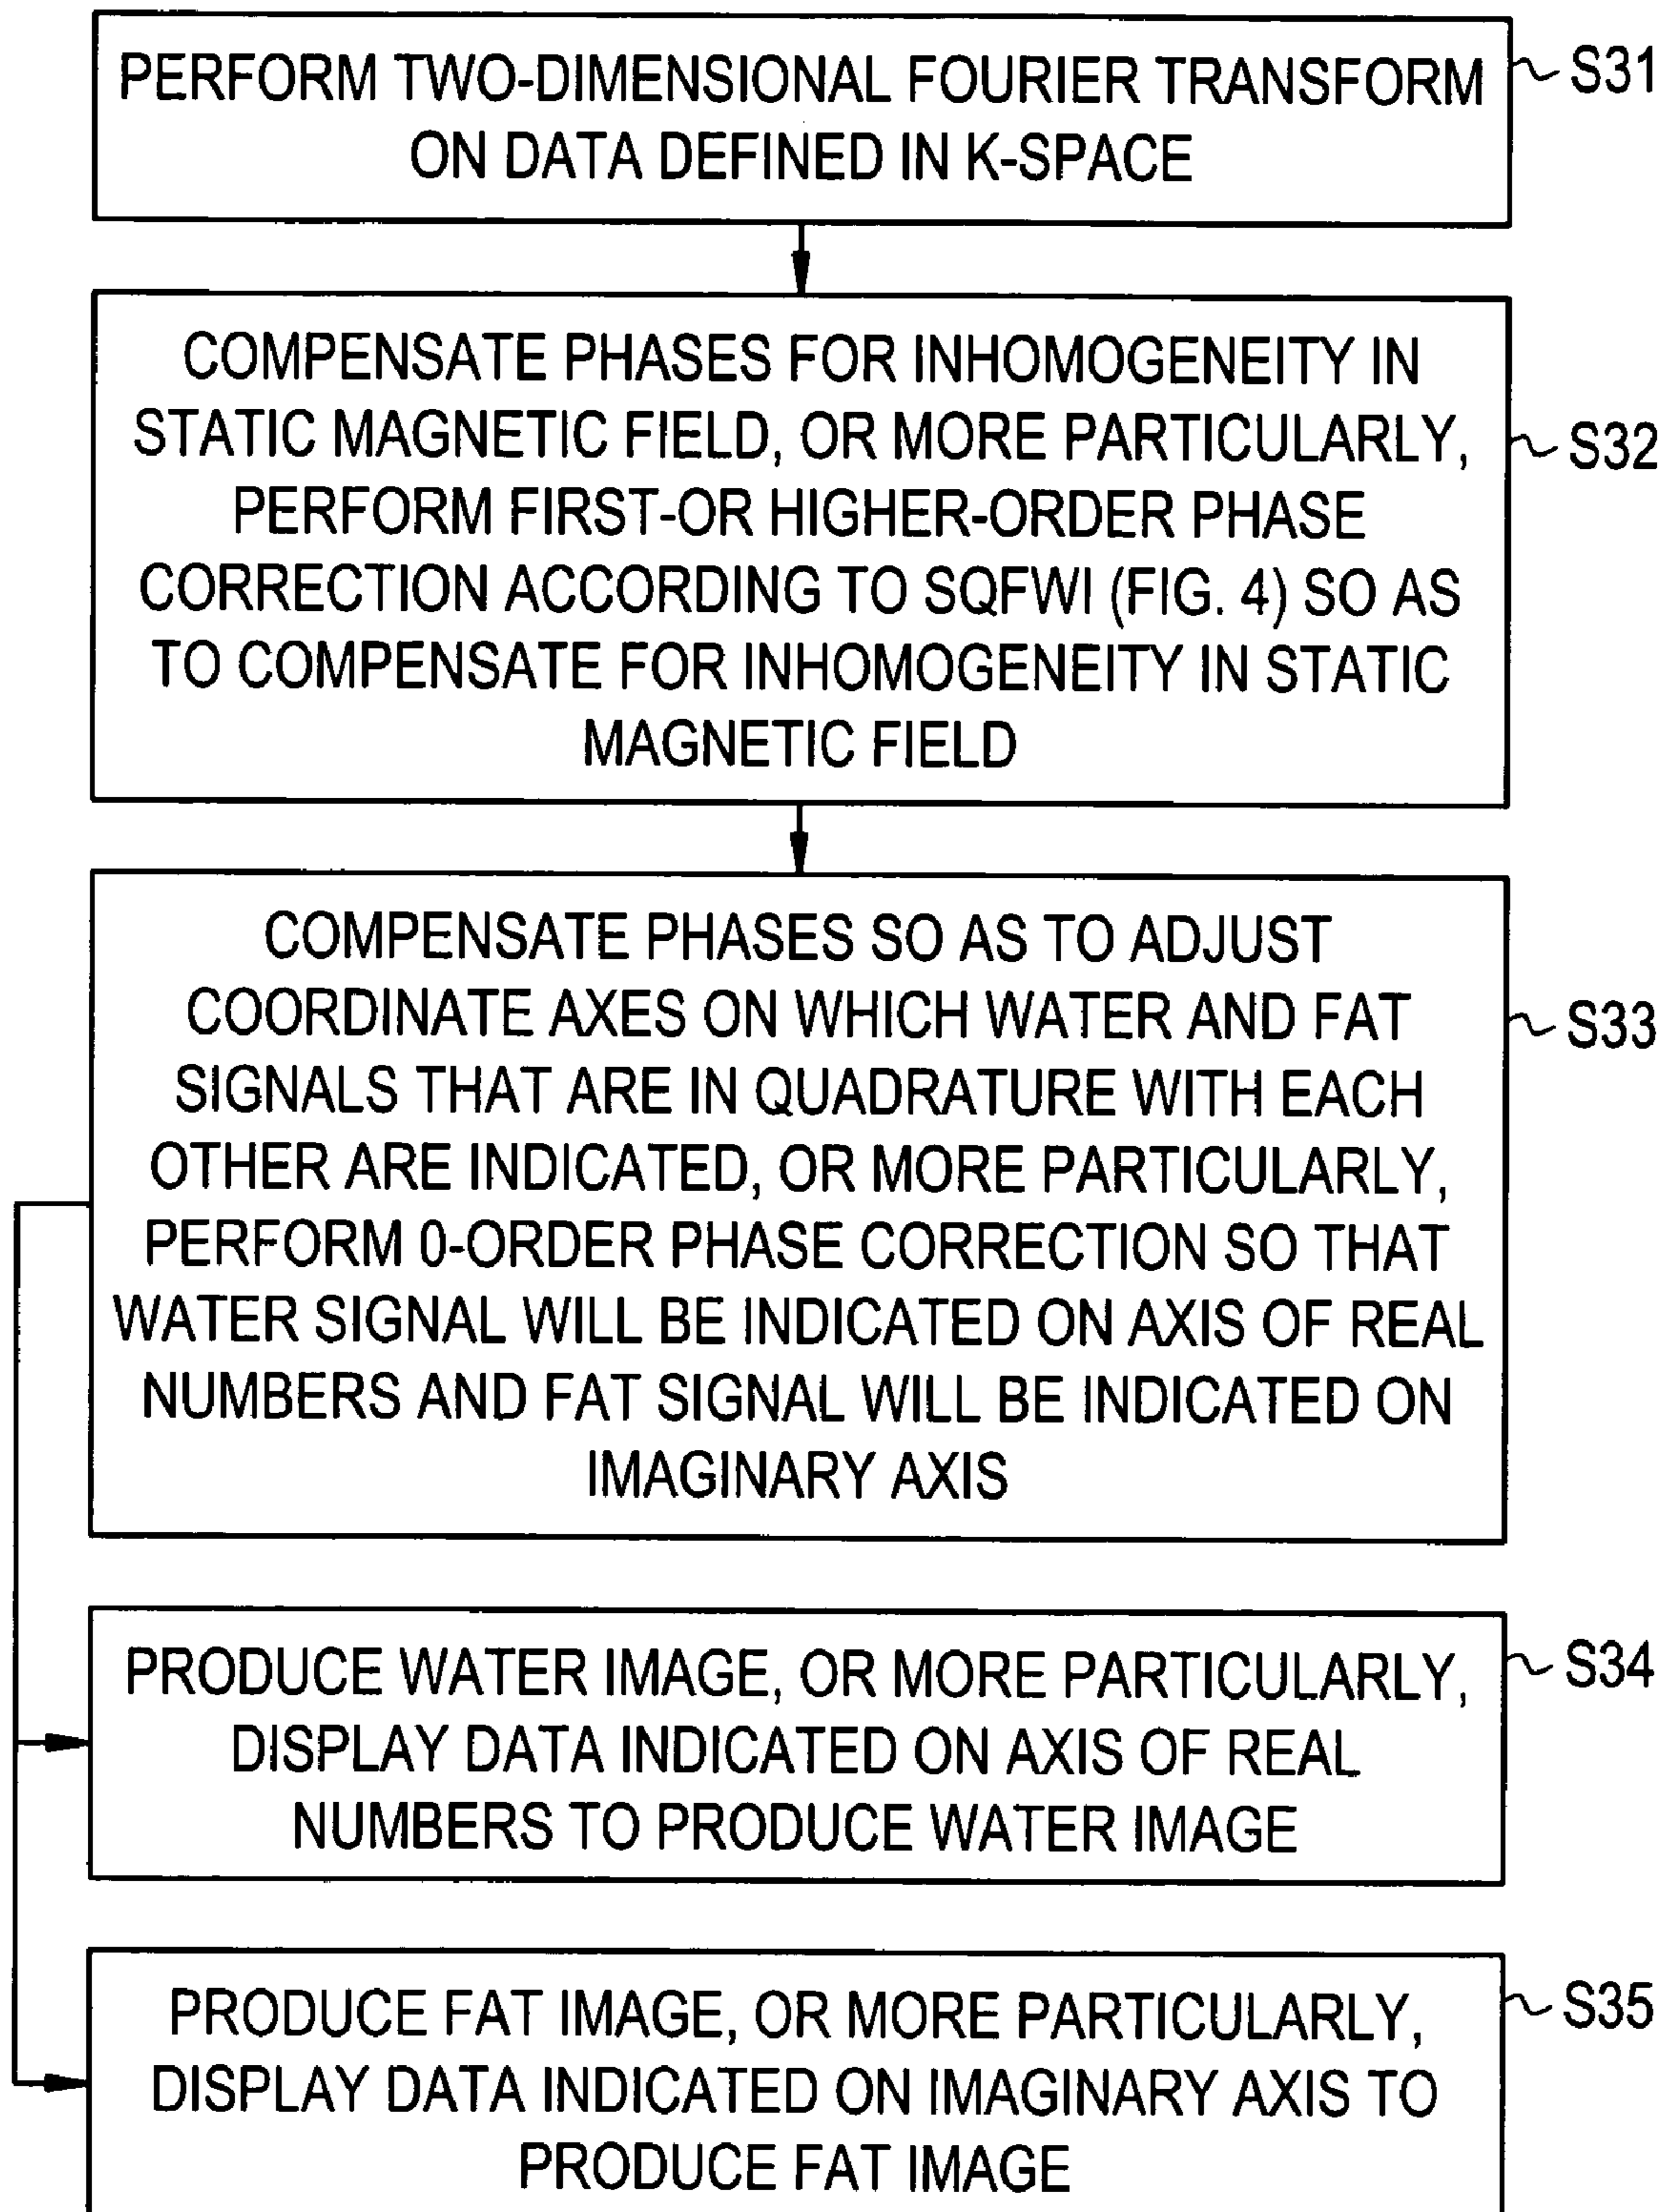 PERFORM TWO-DIMENSIONAL FOURIER TRANSFORM
ON DATA DEFINED IN K-SPACE
S31
COMPENSATE PHASES FOR INHOMOGENEITY IN
STATIC MAGNETIC FIELD, OR MORE PARTICULARLY,
PERFORM FIRST-OR HIGHER-ORDER PHASE
CORRECTION ACCORDING TO SQFWI (FIG. 4) SO AS
TO COMPENSATE FOR INHOMOGENEITY IN STATIC
MAGNETIC FIELD
S32
COMPENSATE PHASES SO AS TO ADJUST
COORDINATE AXES ON WHICH WATER AND FAT
SIGNALS THAT ARE IN QUADRATURE WITH EACH
OTHER ARE INDICATED, OR MORE PARTICULARLY,
PERFORM 0-ORDER PHASE CORRECTION SO THAT
WATER SIGNAL WILL BE INDICATED ON AXIS OF REAL
NUMBERS AND FAT SIGNAL WILL BE INDICATED ON
IMAGINARY AXIS
S33
PRODUCE WATER IMAGE, OR MORE PARTICULARLY,
DISPLAY DATA INDICATED ON AXIS OF REAL
NUMBERS TO PRODUCE WATER IMAGE
S34
PRODUCE FAT IMAGE, OR MORE PARTICULARLY,
DISPLAY DATA INDICATED ON IMAGINARY AXIS TO
PRODUCE FAT IMAGE
S35